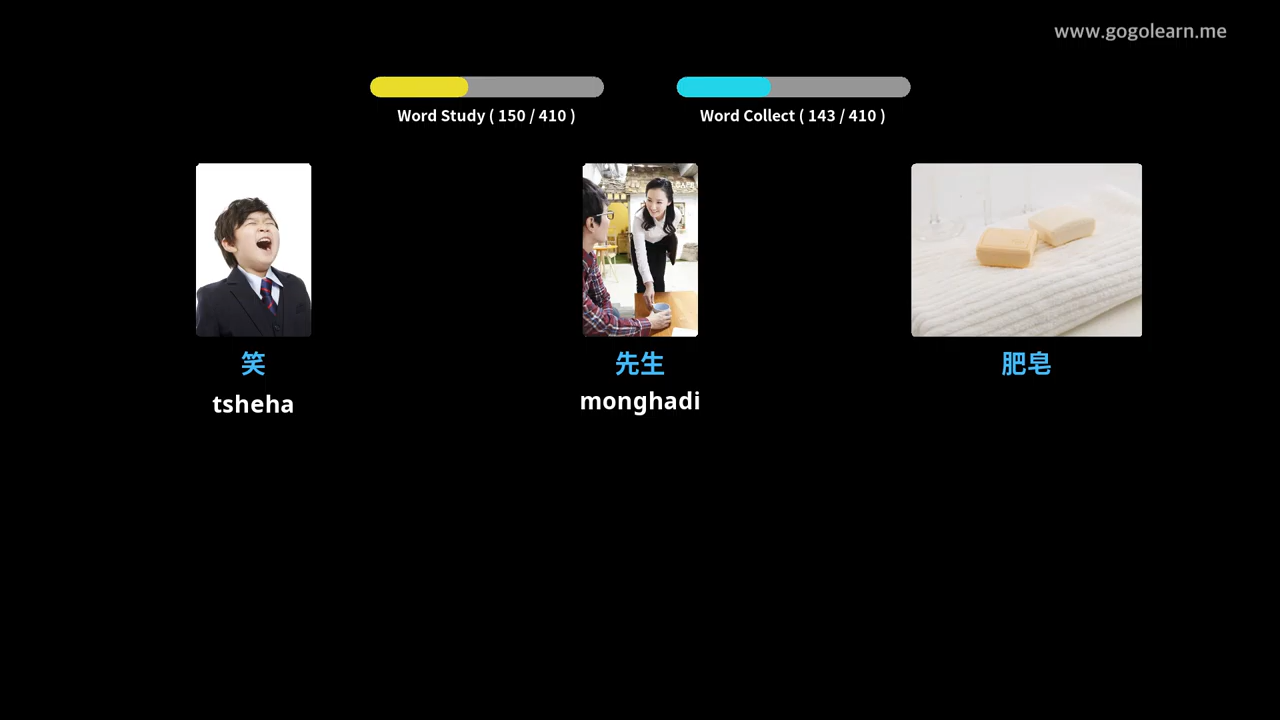 www.gogolearn.me
Word Study ( 150 / 410 )
Word Collect ( 143 / 410 )
笑
先生
肥皂
tsheha
monghadi